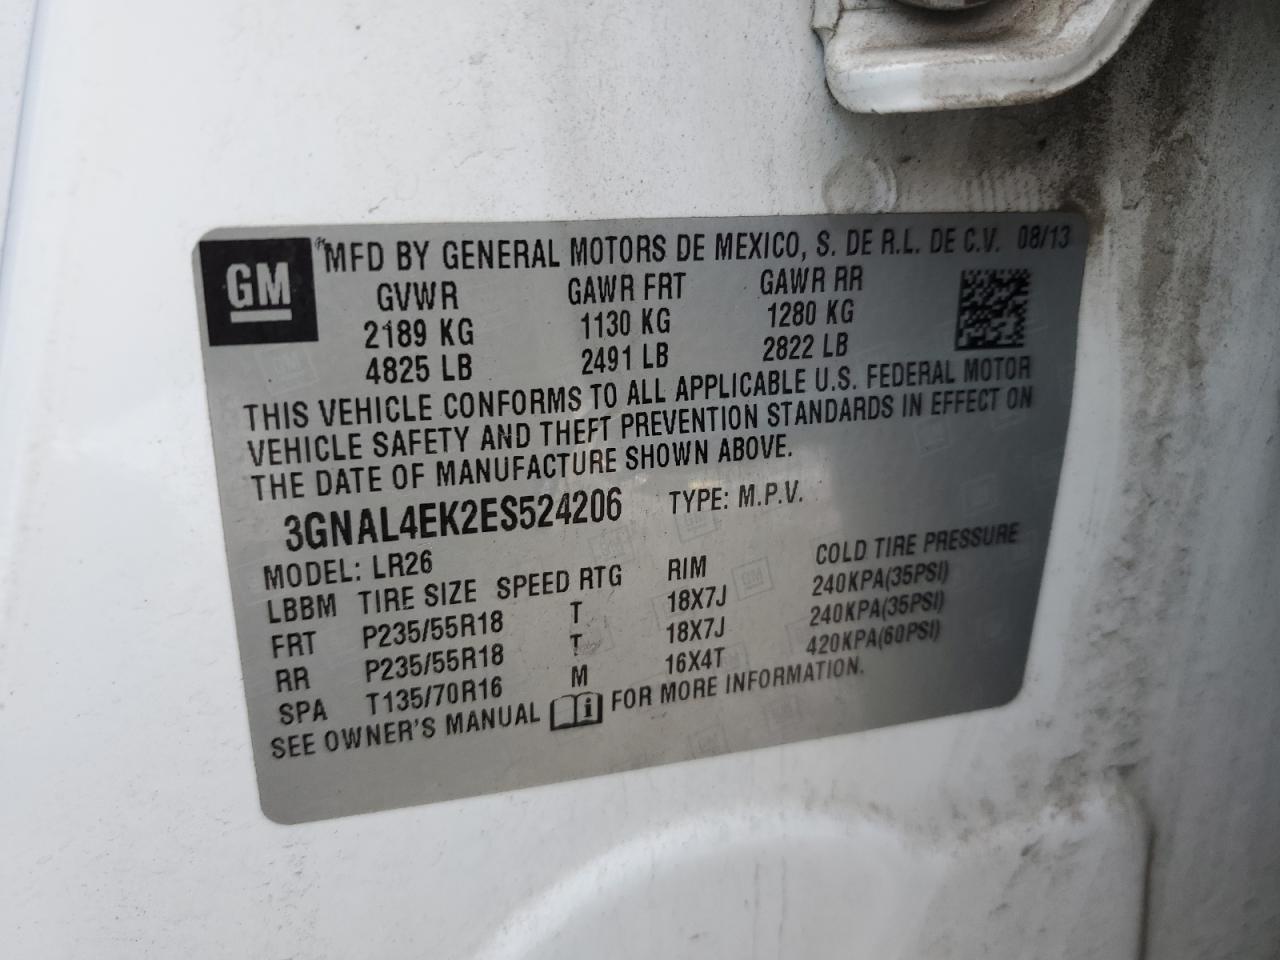 GM
MFD BY GENERAL MOTORS DE MEXICO, S. DE R.L. DE C.V. 08/13
GVWR GAWR FRT GAWR RR
2189 KG 1130 KG 1280 KG
4825 LB 2491 LB 2822 LB
THIS VEHICLE CONFORMS TO ALL APPLICABLE U.S. FEDERAL MOTOR
VEHICLE SAFETY AND THEFT PREVENTION STANDARDS IN EFFECT ON
THE DATE OF MANUFACTURE SHOWN ABOVE.
3GNAL4EK2ES524206 TYPE: M.P.V.
MODEL: LR26
LBBM TIRE SIZE SPEED RTG RIM COLD TIRE PRESSURE
FRT P235/55R18 T 18X7J 240KPA(35PSI)
RR P235/55R18 T 18X7J 240KPA(35PSI)
SPA T135/70R16 M 16X4T 420KPA(60PSI)
SEE OWNER'S MANUAL i FOR MORE INFORMATION.